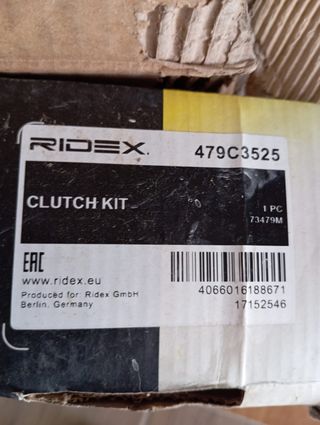 RIDEX. 479C3525
CLUTCH KIT
1 PC
73479M
EAC
www.ridex.eu
Produced for: Ridex GmbH
Berlin, Germany
4066016188671
17152546